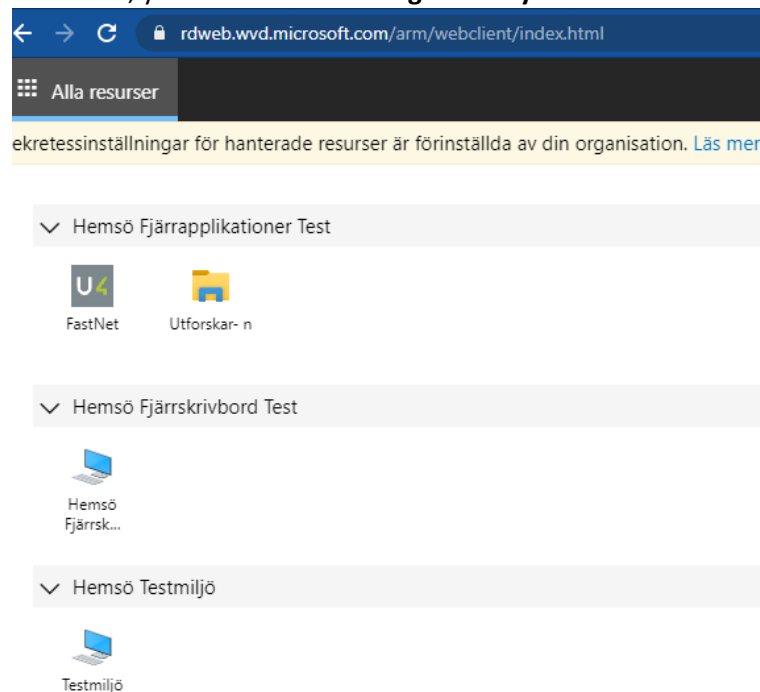 rdweb.wvd.microsoft.com/arm/webclient/index.html
Alla resurser
ekretessinställningar för hanterade resurser är förinställda av din organisation. Läs mer
Hemsö Fjärrapplikationer Test
U4
FastNet
Utforskar- n
Hemsö Fjärrskrivbord Test
Hemsö
Fjärrsk...
Hemsö Testmiljö
Testmiljö